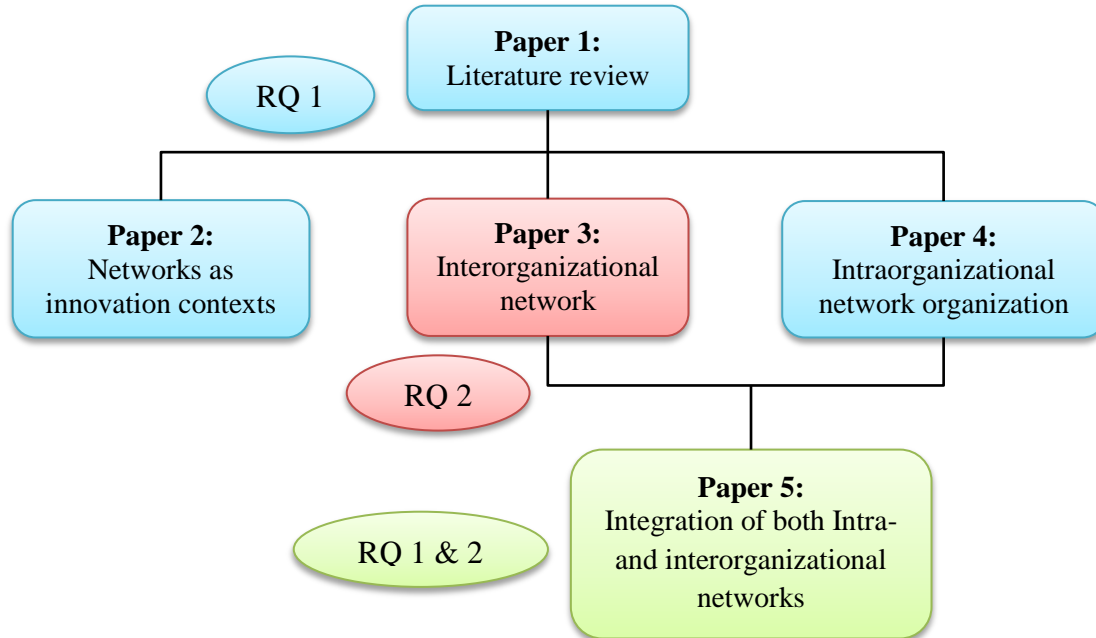 Paper 1:
Literature review
RQ 1
Paper 2:
Networks as
innovation contexts
Paper 3:
Interorganizational
network
Paper 4:
Intraorganizational
network organization
RQ 2
Paper 5:
Integration of both Intra-
and interorganizational
networks
RQ 1 & 2